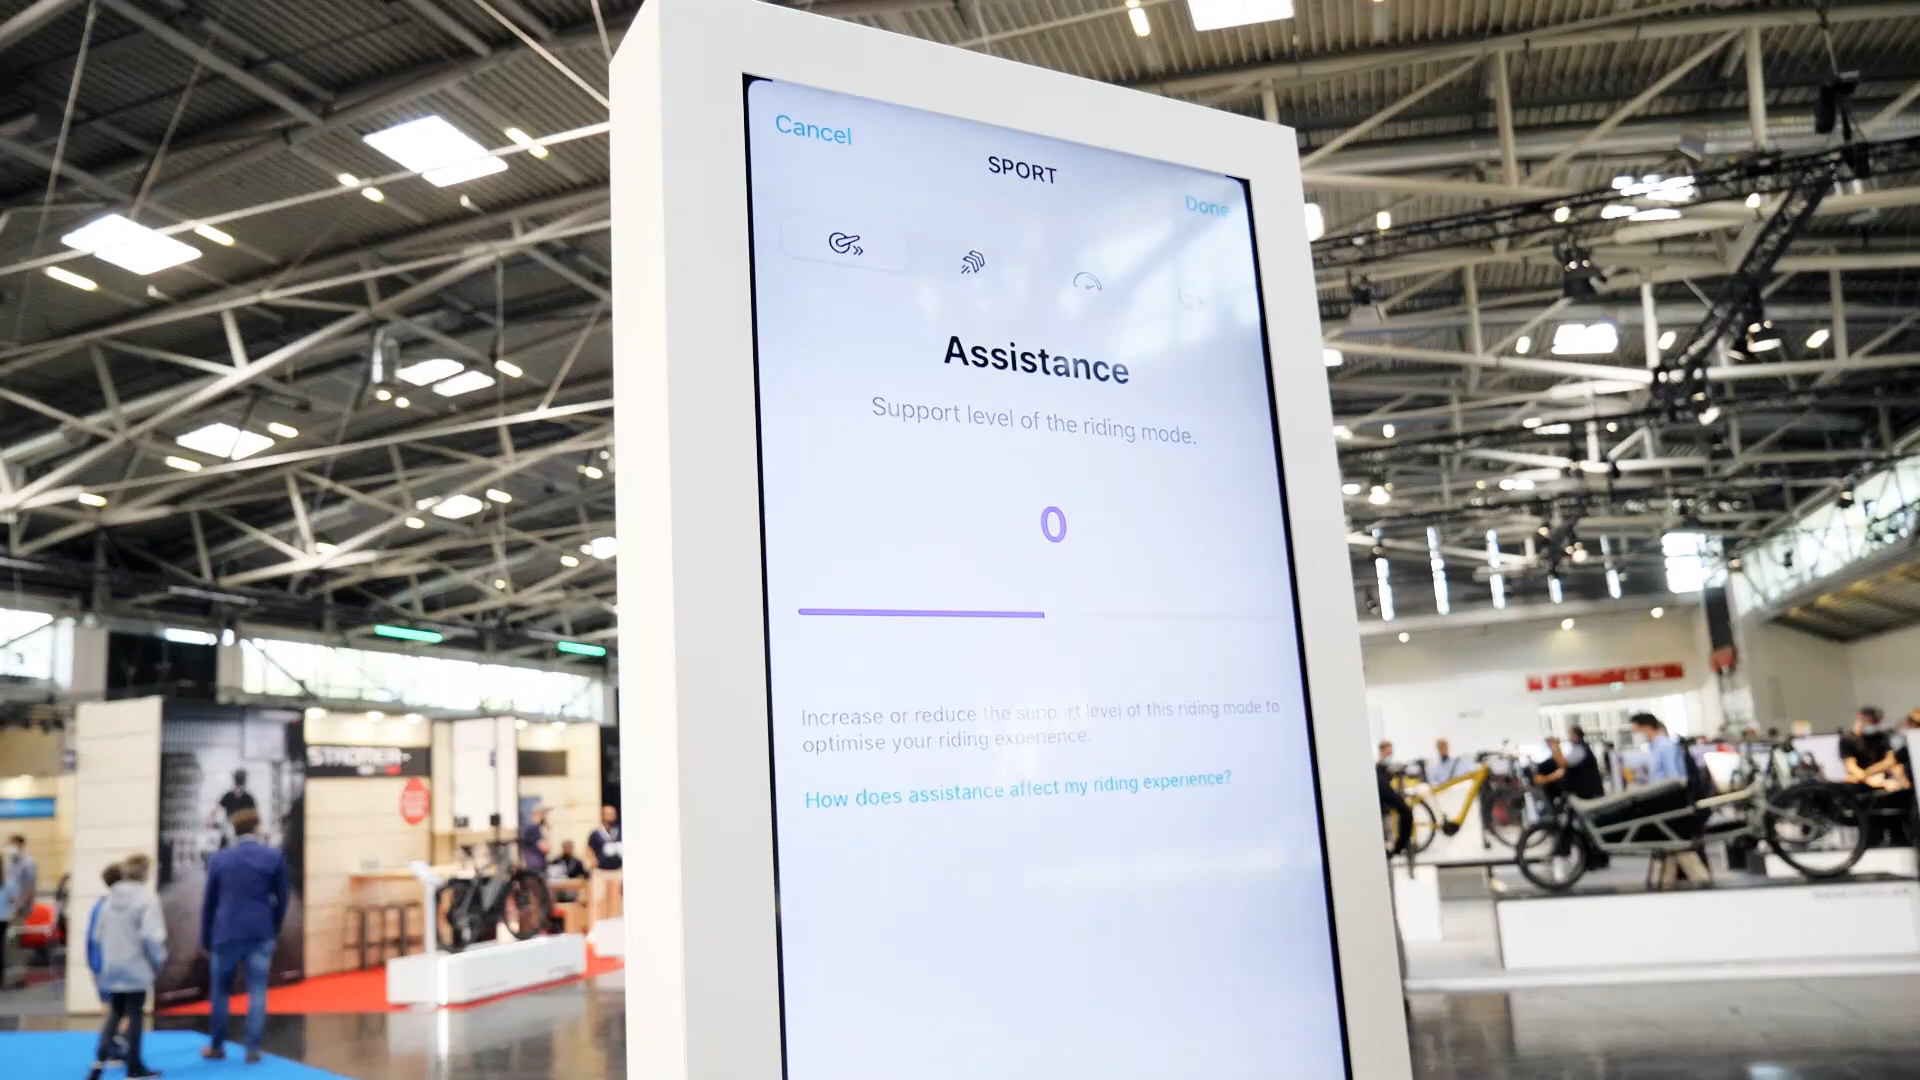 Cancel
SPORT
Done
Assistance
Support level of the riding mode.
0
Increase or reduce the support level of this riding mode to
optimise your riding experience.
How does assistance affect my riding experience?
STROMER